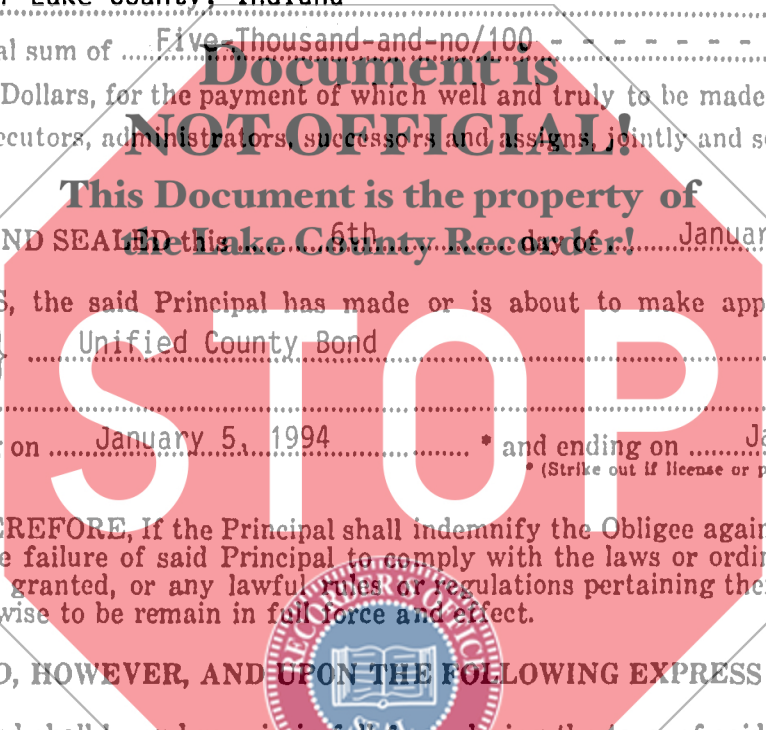 Lake County, Indiana
al sum of .... Five-Thousand-and-no/100 - - - - - - - -
Document is
Dollars, for the payment of which well and truly to be made
NOT OFFICIAL!
ecutors, administrators, successors and assigns, jointly and s
This Document is the property of
the Lake County Recorder!
ND SEALED this ..... 6th ..... day of ..... Januar
S, the said Principal has made or is about to make app
Unified County Bond
STOP
on ..... January 5, 1994 ..... * and ending on ..... Ja
* (Strike out if license or p
EREFORE, If the Principal shall indemnify the Obligee again
e failure of said Principal to comply with the laws or ordin
granted, or any lawful rules or regulations pertaining the
wise to be remain in full force and effect.
RECORDER'S OFFICE
O, HOWEVER, AND UPON THE FOLLOWING EXPRESS
SEAL